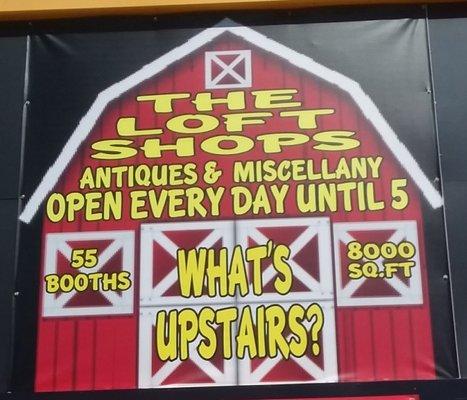 THE
LOFT
SHOPS
ANTIQUES & MISCELLANY
OPEN EVERY DAY UNTIL 5
55
BOOTHS
WHAT'S
UPSTAIRS?
8000
SQ.FT